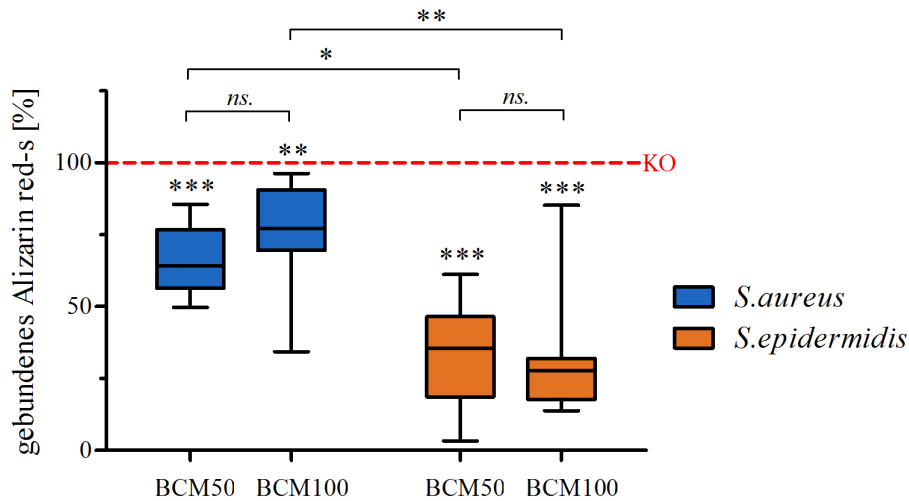 **
*
ns.
ns.
gebundenes Alizarin red-s [%]
100
50
0
KO
***
**
***
***
S.aureus
S.epidermidis
BCM50 BCM100 BCM50 BCM100